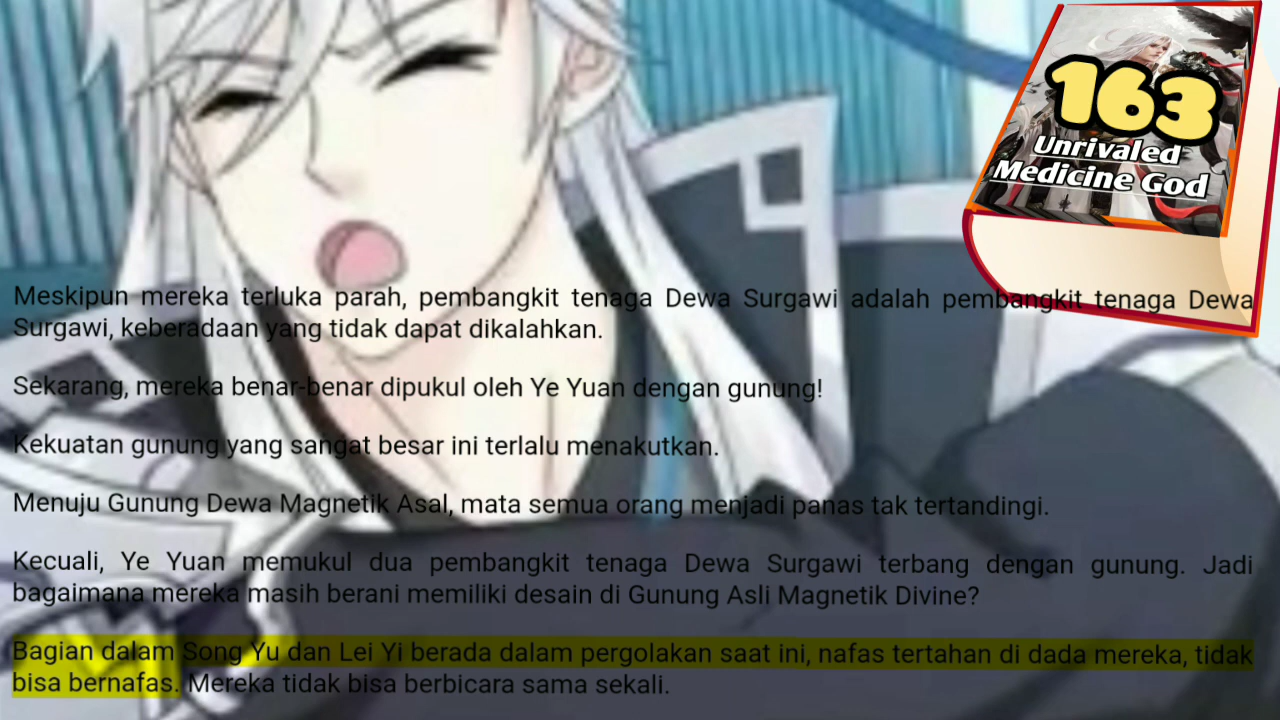 163
Unrivaled
Medicine God
Meskipun mereka terluka parah, pembangkit tenaga Dewa Surgawi adalah pembangkit tenaga Dewa
Surgawi, keberadaan yang tidak dapat dikalahkan.
Sekarang, mereka benar-benar dipukul oleh Ye Yuan dengan gunung!
Kekuatan gunung yang sangat besar ini terlalu menakutkan.
Menuju Gunung Dewa Magnetik Asal, mata semua orang menjadi panas tak tertandingi.
Kecuali, Ye Yuan memukul dua pembangkit tenaga Dewa Surgawi terbang dengan gunung. Jadi
bagaimana mereka masih berani memiliki desain di Gunung Asli Magnetik Divine?
Bagian dalam Song Yu dan Lei Yi berada dalam pergolakan saat ini, nafas tertahan di dada mereka, tidak
bisa bernafas. Mereka tidak bisa berbicara sama sekali.